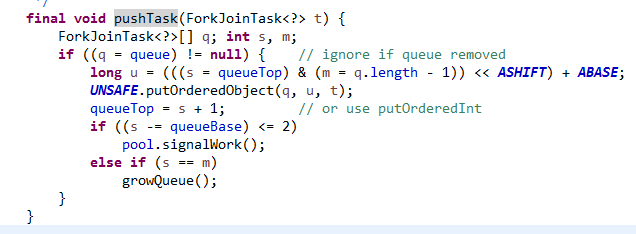 */
final void pushTask(ForkJoinTask<?> t) {
    ForkJoinTask<?>[] q; int s, m;
    if ((q = queue) != null) {    // ignore if queue removed
        long u = (((s = queueTop) & (m = q.length - 1)) << ASHIFT) + ABASE;
        UNSAFE.putOrderedObject(q, u, t);
        queueTop = s + 1;         // or use putOrderedInt
        if ((s -= queueBase) <= 2)
            pool.signalWork();
        else if (s == m)
            growQueue();
    }
}